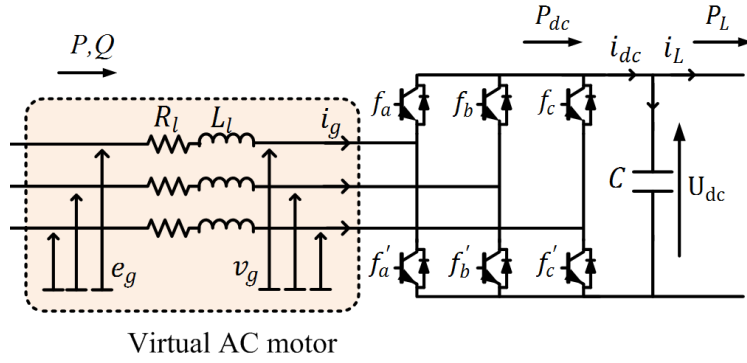 P,Q
P_dc
P_L
i_dc
i_L
R_l
L_l
i_g
f_a
f_b
f_c
C
U_dc
e_g
v_g
f_a'
f_b'
f_c'
Virtual AC motor